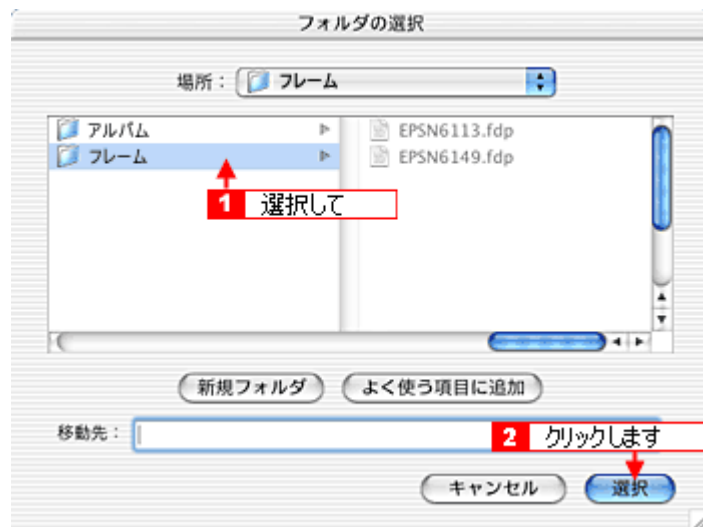 フォルダの選択
場所： フレーム
アルバム
フレーム
EPSN6113.fdp
EPSN6149.fdp
1 選択して
新規フォルダ よく使う項目に追加
移動先：
2 クリックします
キャンセル 選択